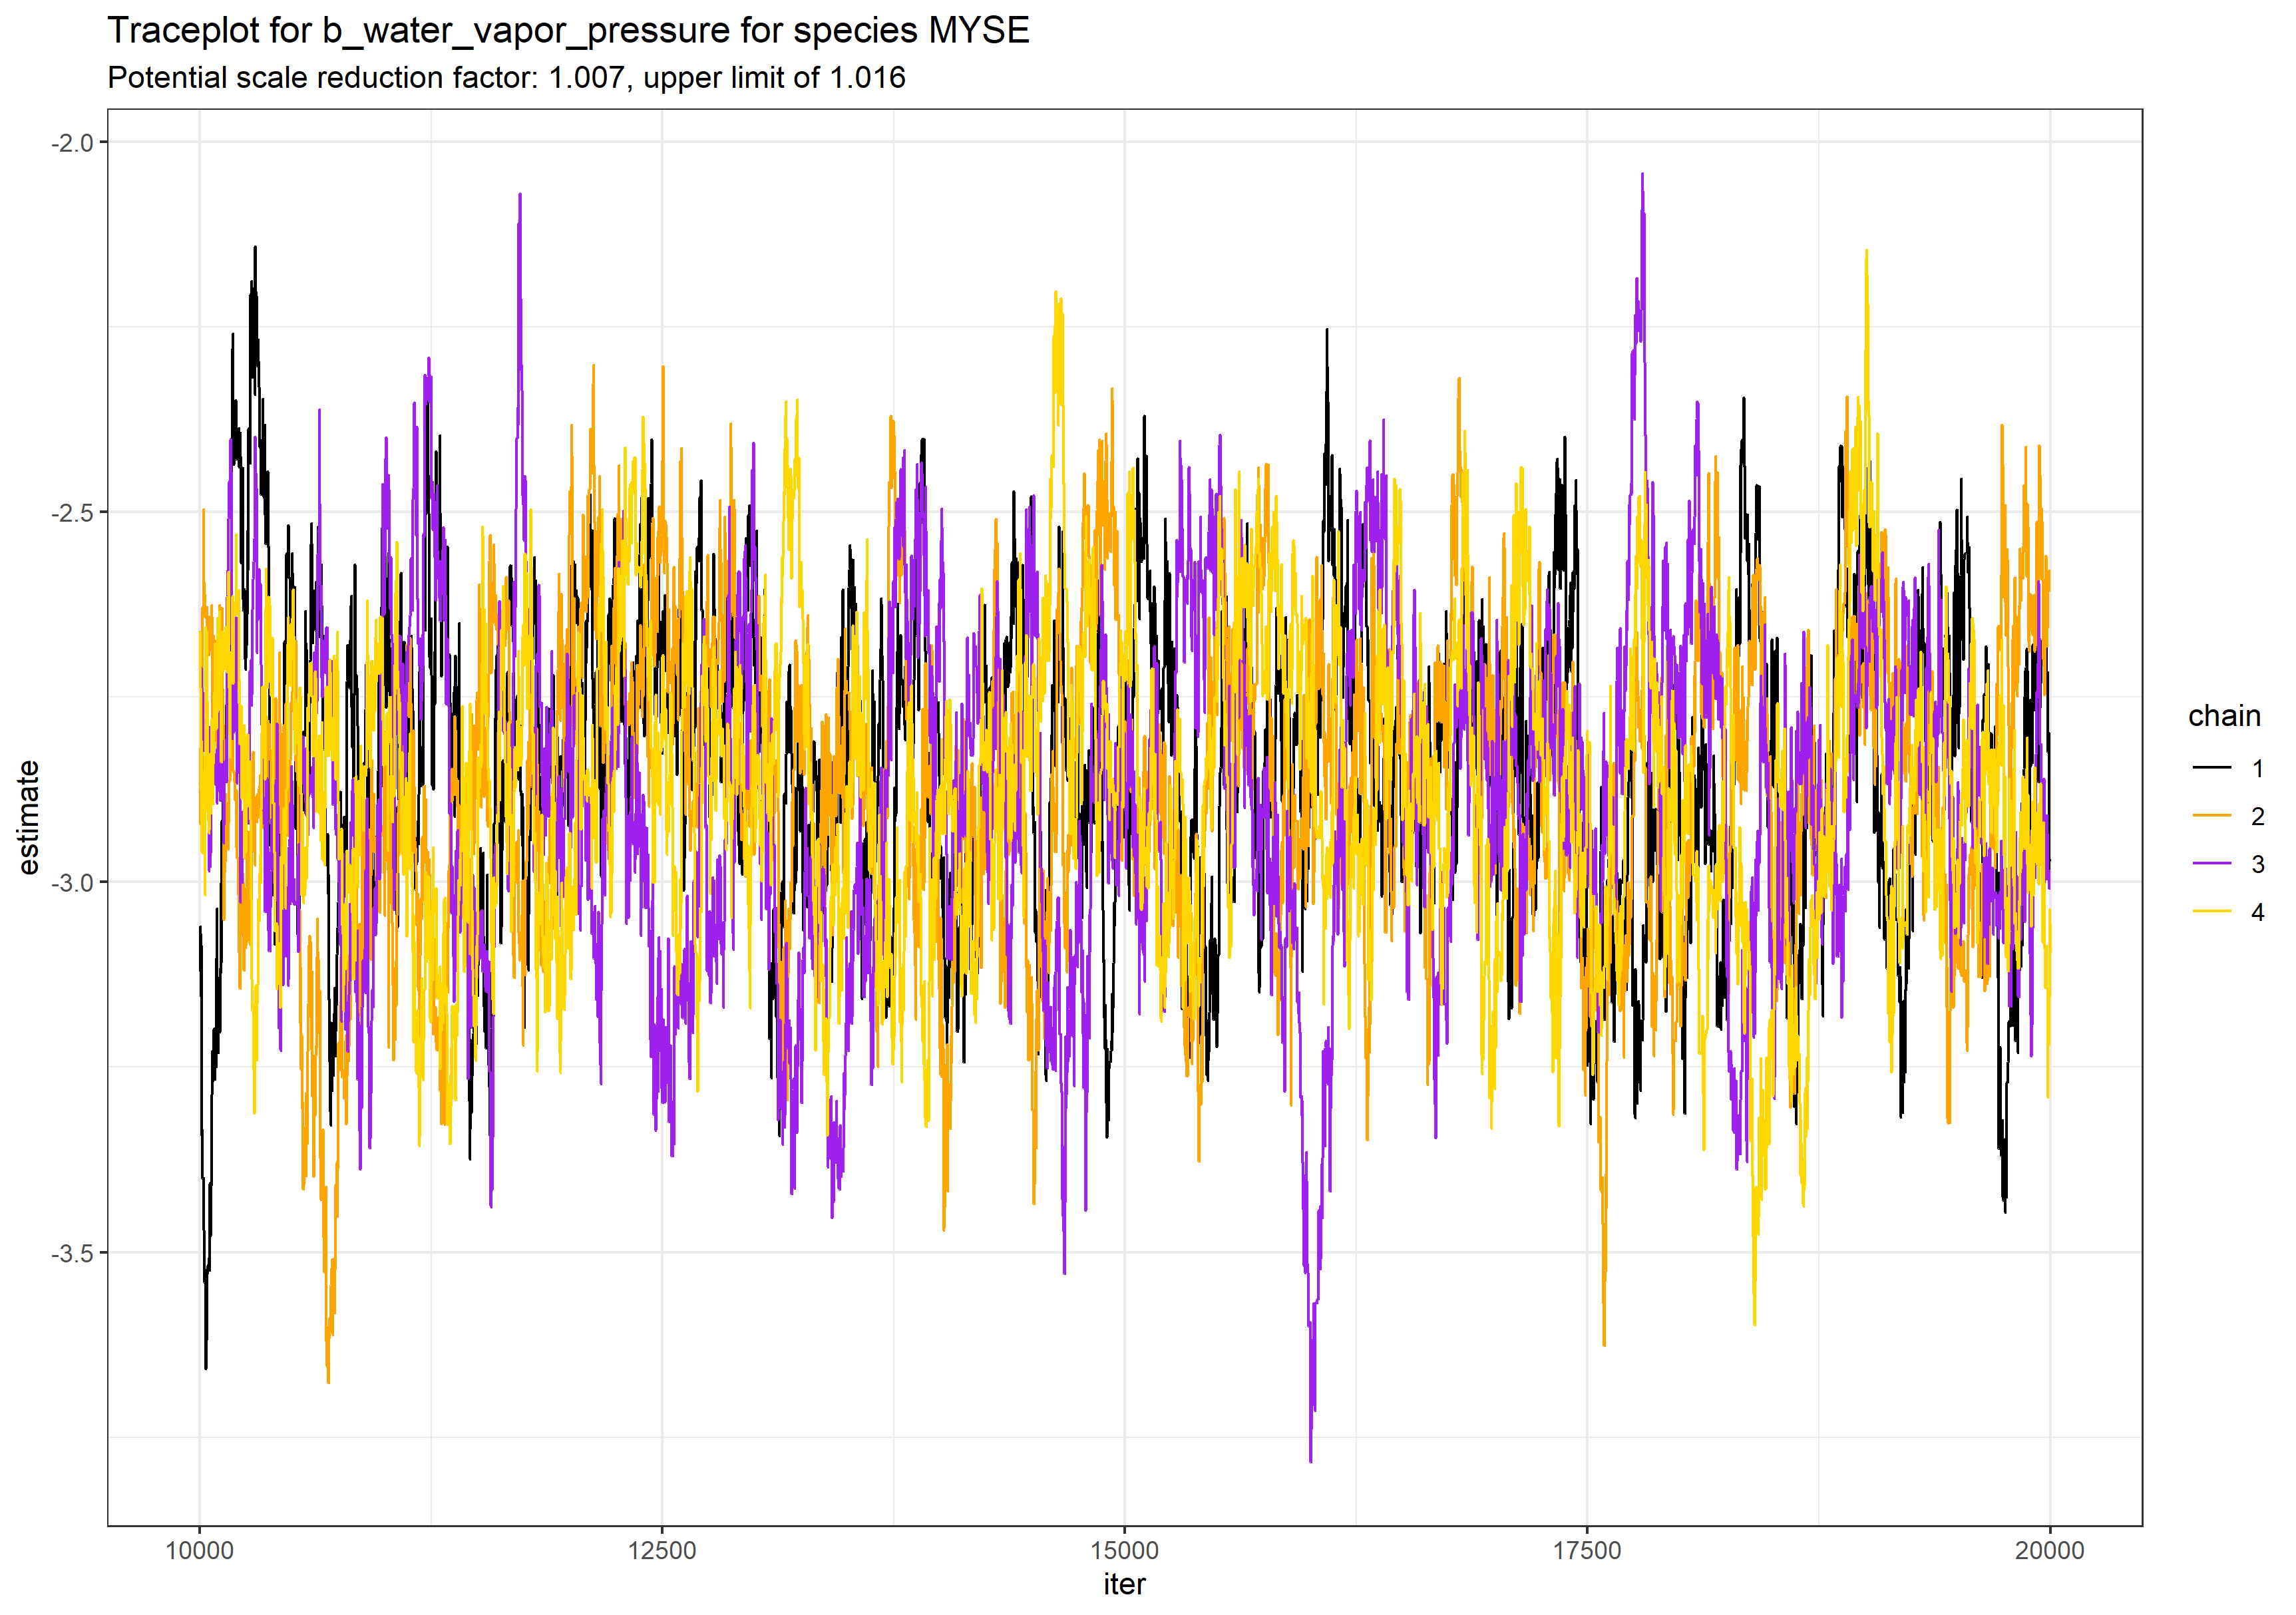 Traceplot for b_water_vapor_pressure for species MYSE
Potential scale reduction factor: 1.007, upper limit of 1.016
-2.0
-2.5
-3.0
-3.5
estimate
10000 12500 15000 17500 20000
iter
chain
1
2
3
4